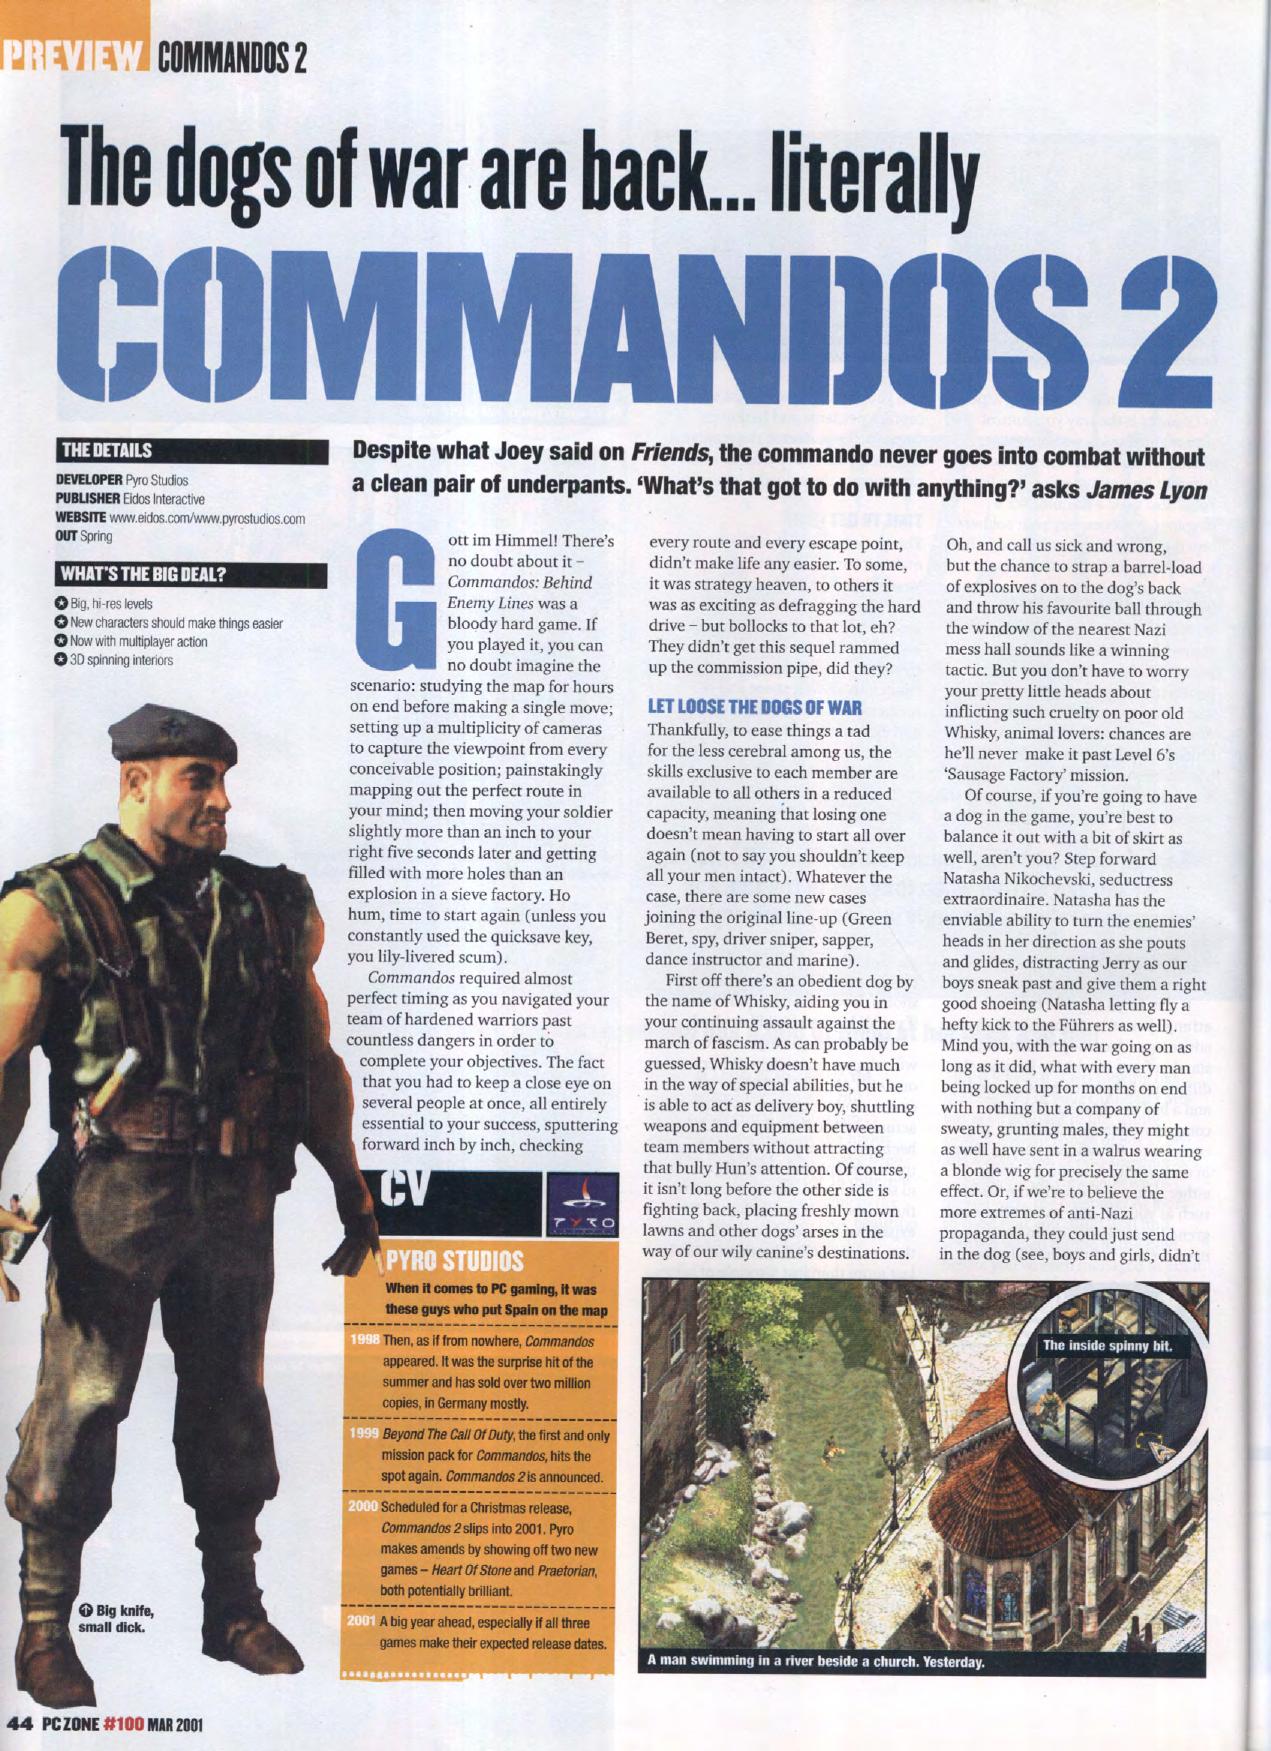 PREVIEW COMMANDOS 2
The dogs of war are back... literally
COMMANDOS 2
THE DETAILS
DEVELOPER Pyro Studios
PUBLISHER Eidos Interactive
WEBSITE www.eidos.com/www.pyrostudios.com
OUT Spring
WHAT'S THE BIG DEAL?
Big, hi-res levels
New characters should make things easier
Now with multiplayer action
3D spinning interiors
Despite what Joey said on Friends, the commando never goes into combat without
a clean pair of underpants. 'What's that got to do with anything?' asks James Lyon
Gott im Himmel! There's
no doubt about it –
Commandos: Behind
Enemy Lines was a
bloody hard game. If
you played it, you can
no doubt imagine the
scenario: studying the map for hours
on end before making a single move;
setting up a multiplicity of cameras
to capture the viewpoint from every
conceivable position; painstakingly
mapping out the perfect route in
your mind; then moving your soldier
slightly more than an inch to your
right five seconds later and getting
filled with more holes than an
explosion in a sieve factory. Ho
hum, time to start again (unless you
constantly used the quicksave key,
you lily-livered scum).
Commandos required almost
perfect timing as you navigated your
team of hardened warriors past
countless dangers in order to
complete your objectives. The fact
that you had to keep a close eye on
several people at once, all entirely
essential to your success, sputtering
forward inch by inch, checking
every route and every escape point,
didn't make life any easier. To some,
it was strategy heaven, to others it
was as exciting as defragging the hard
drive – but bollocks to that lot, eh?
They didn't get this sequel rammed
up the commission pipe, did they?
LET LOOSE THE DOGS OF WAR
Thankfully, to ease things a tad
for the less cerebral among us, the
skills exclusive to each member are
available to all others in a reduced
capacity, meaning that losing one
doesn't mean having to start all over
again (not to say you shouldn't keep
all your men intact). Whatever the
case, there are some new cases
joining the original line-up (Green
Beret, spy, driver sniper, sapper,
dance instructor and marine).
First off there's an obedient dog by
the name of Whisky, aiding you in
your continuing assault against the
march of fascism. As can probably be
guessed, Whisky doesn't have much
in the way of special abilities, but he
is able to act as delivery boy, shuttling
weapons and equipment between
team members without attracting
that bully Hun's attention. Of course,
it isn't long before the other side is
fighting back, placing freshly mown
lawns and other dogs' arses in the
way of our wily canine's destinations.
Oh, and call us sick and wrong,
but the chance to strap a barrel-load
of explosives on to the dog's back
and throw his favourite ball through
the window of the nearest Nazi
mess hall sounds like a winning
tactic. But you don't have to worry
your pretty little heads about
inflicting such cruelty on poor old
Whisky, animal lovers: chances are
he'll never make it past Level 6's
'Sausage Factory' mission.
Of course, if you're going to have
a dog in the game, you're best to
balance it out with a bit of skirt as
well, aren't you? Step forward
Natasha Nikochevski, seductress
extraordinaire. Natasha has the
enviable ability to turn the enemies'
heads in her direction as she pouts
and glides, distracting Jerry as our
boys sneak past and give them a right
good shoeing (Natasha letting fly a
hefty kick to the Führers as well).
Mind you, with the war going on as
long as it did, what with every man
being locked up for months on end
with nothing but a company of
sweaty, grunting males, they might
as well have sent in a walrus wearing
a blonde wig for precisely the same
effect. Or, if we're to believe the
more extremes of anti-Nazi
propaganda, they could just send
in the dog (see, boys and girls, didn't
CV
PYRO
PYRO STUDIOS
When it comes to PC gaming, it was
these guys who put Spain on the map
1998 Then, as if from nowhere, Commandos
appeared. It was the surprise hit of the
summer and has sold over two million
copies, in Germany mostly.
1999 Beyond The Call Of Duty, the first and only
mission pack for Commandos, hits the
spot again. Commandos 2 is announced.
2000 Scheduled for a Christmas release,
Commandos 2 slips into 2001. Pyro
makes amends by showing off two new
games – Heart Of Stone and Praetorian,
both potentially brilliant.
2001 A big year ahead, especially if all three
games make their expected release dates.
Big knife,
small dick.
The inside spinny bit.
A man swimming in a river beside a church. Yesterday.
44 PCZONE #100 MAR 2001